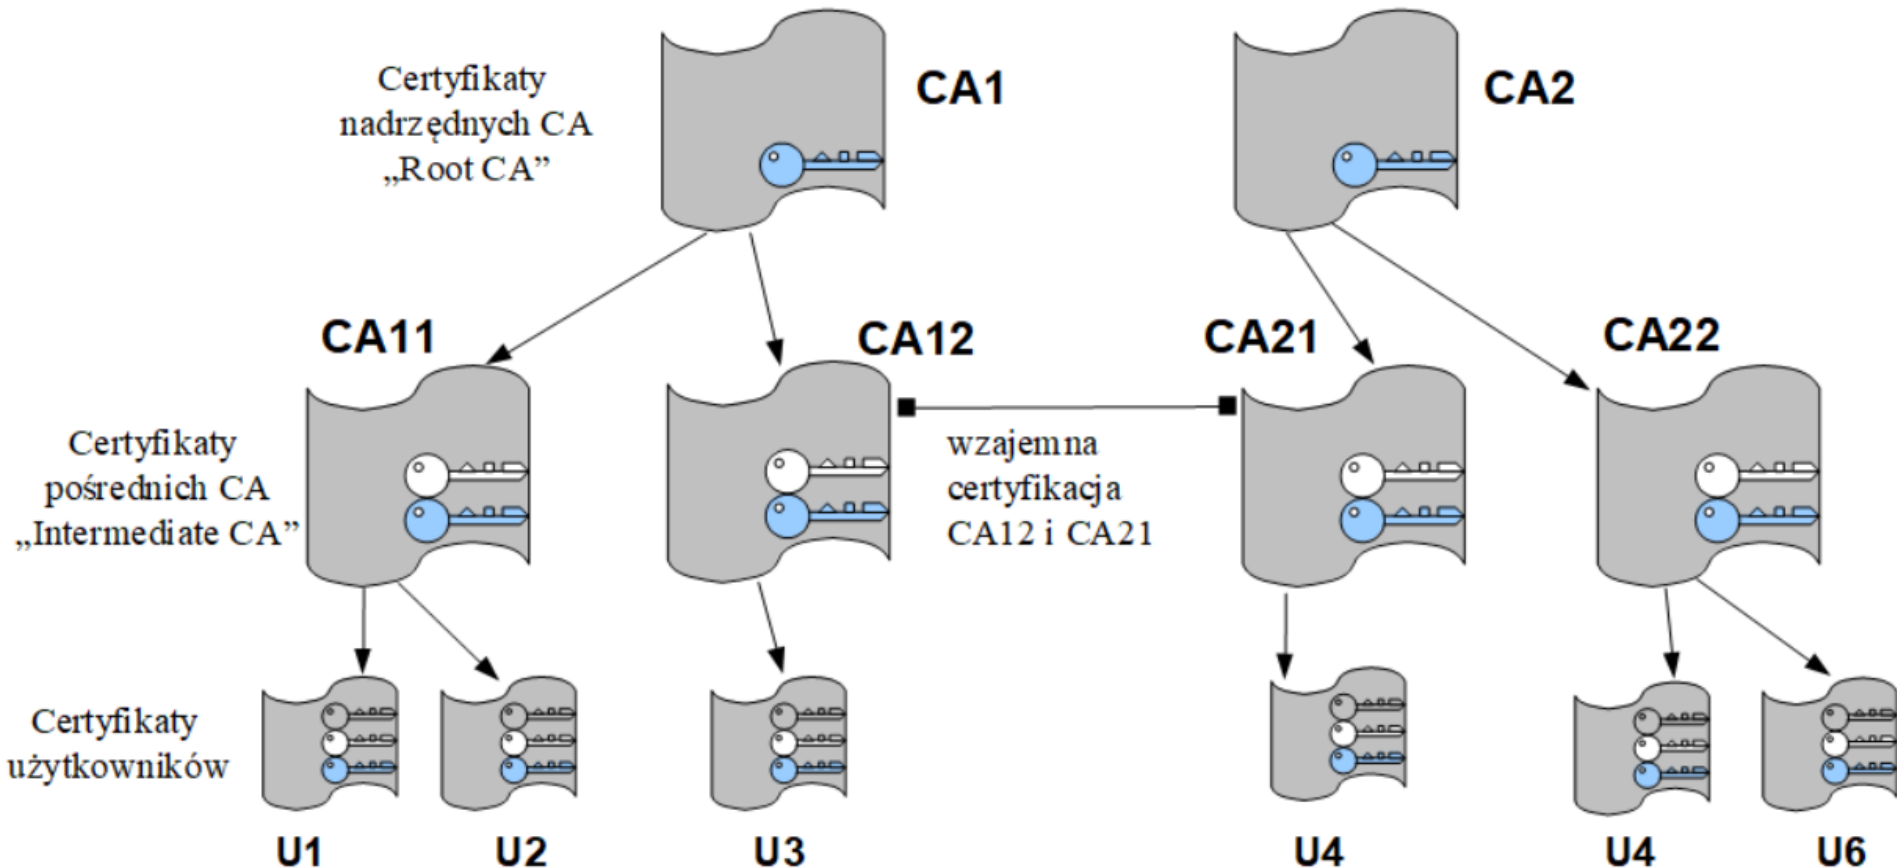 Certyfikaty
nadrzędnych CA
„Root CA”
CA1
CA2
CA11
CA12
CA21
CA22
Certyfikaty
pośrednich CA
„Intermediate CA”
wzajemna
certyfikacja
CA12 i CA21
Certyfikaty
użytkowników
U1
U2
U3
U4
U4
U6